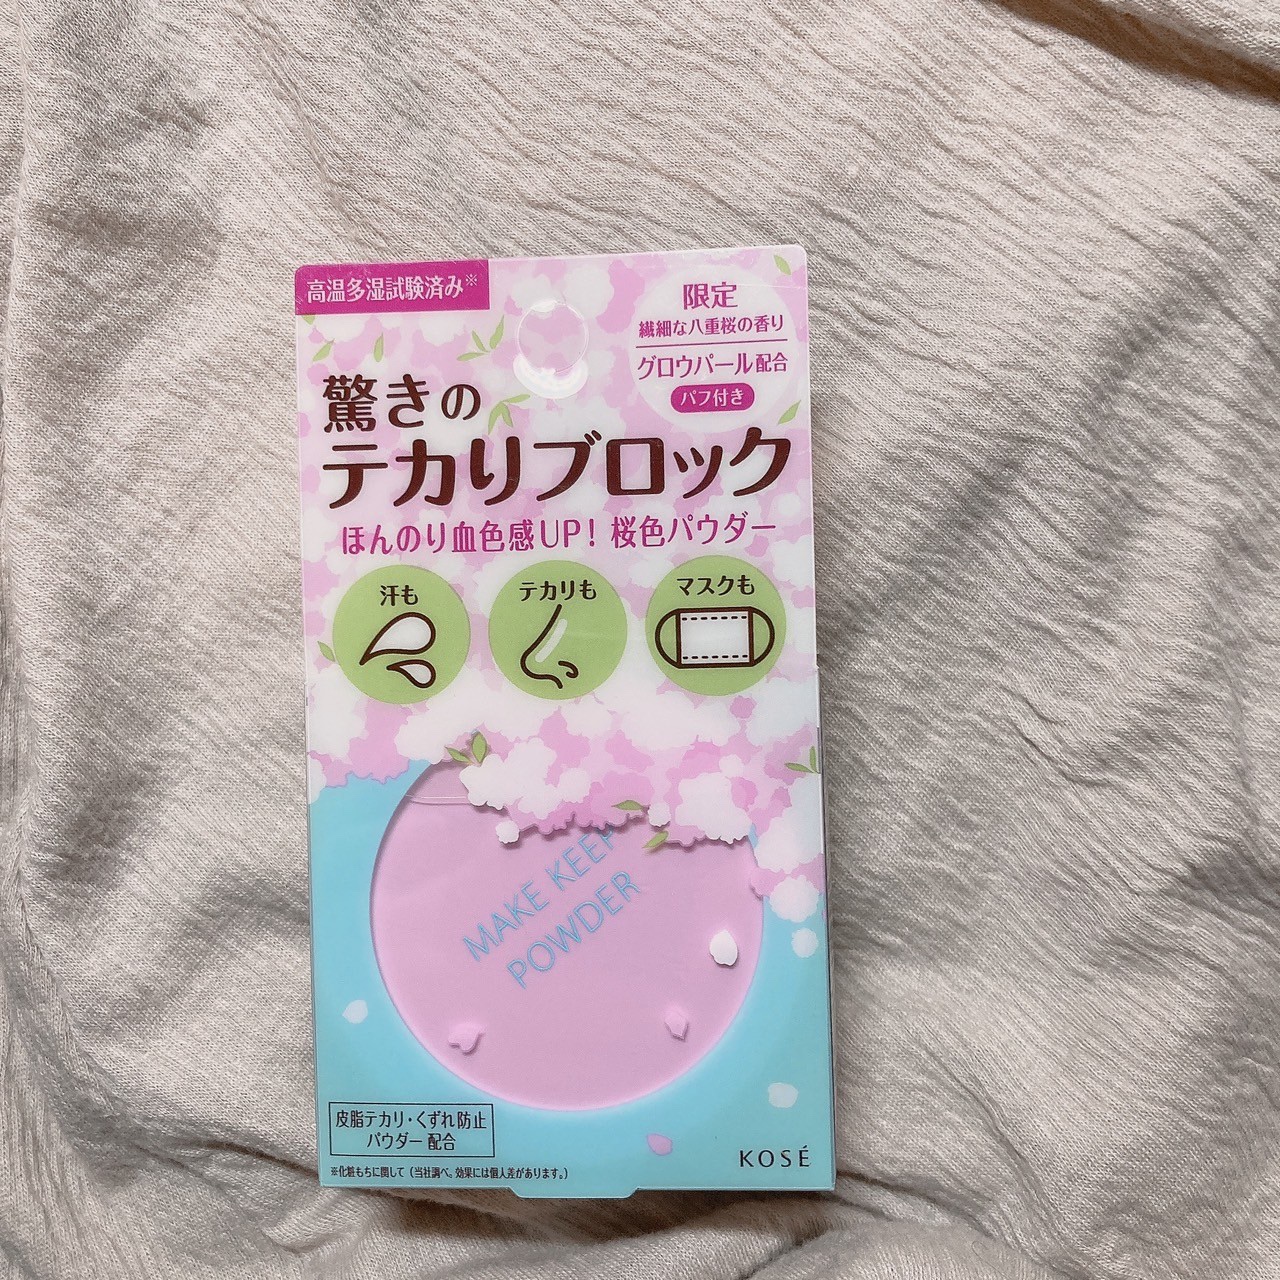 高温多湿試験済み※
限定
繊細な八重桜の香り
グロウパール配合
パフ付き
驚きの
テカりブロック
ほんのり血色感UP！桜色パウダー
汗も
テカりも
マスクも
MAKE KEEP
POWDER
皮脂テカリ・くずれ防止
パウダー配合
※化粧もちに関して（当社調べ。効果には個人差があります。）
KOSÉ